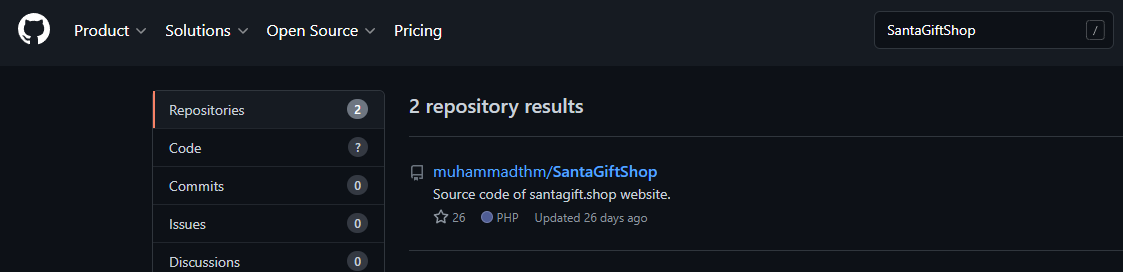 Product Solutions Open Source Pricing SantaGiftShop /
Repositories 2
2 repository results
Code ?
muhammadthm/SantaGiftShop
Commits 0
Source code of santagift.shop website.
26 PHP Updated 26 days ago
Issues 0
Discussions 0